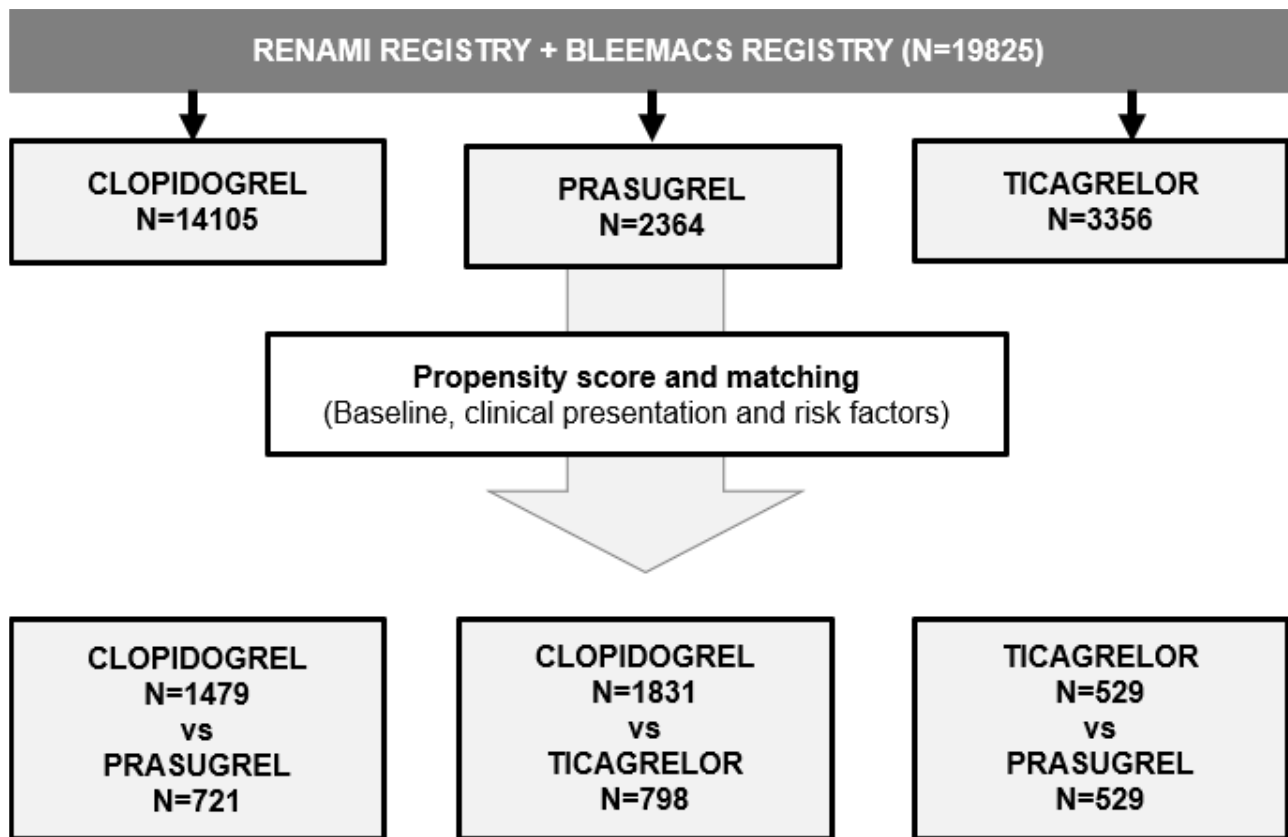 RENAMI REGISTRY + BLEEMACS REGISTRY (N=19825)
CLOPIDOGREL
N=14105
PRASUGREL
N=2364
TICAGRELOR
N=3356
Propensity score and matching
(Baseline, clinical presentation and risk factors)
CLOPIDOGREL
N=1479
vs
PRASUGREL
N=721
CLOPIDOGREL
N=1831
vs
TICAGRELOR
N=798
TICAGRELOR
N=529
vs
PRASUGREL
N=529